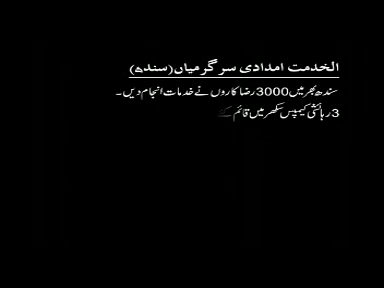 الخدمت امدادی سرگرمیاں(سندھ)
سندھ بھر میں 3000 رضاکاروں نے خدمات انجام دیں۔
3 رہائشی کیمپس سکھر میں قائم کئے